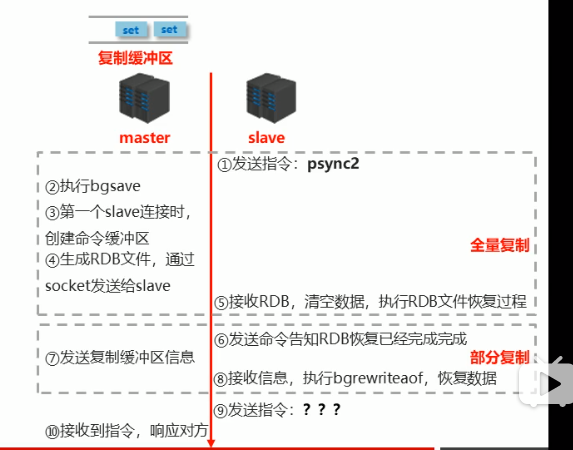 set set
复制缓冲区
master slave
①发送指令：psync2
②执行bgsave
③第一个slave连接时，
创建命令缓冲区
④生成RDB文件，通过
socket发送给slave
全量复制
⑤接收RDB，清空数据，执行RDB文件恢复过程
⑥发送命令告知RDB恢复已经完成完成
⑦发送复制缓冲区信息
部分复制
⑧接收信息，执行bgrewriteaof，恢复数据
⑨发送指令：？？？
⑩接收到指令，响应对方